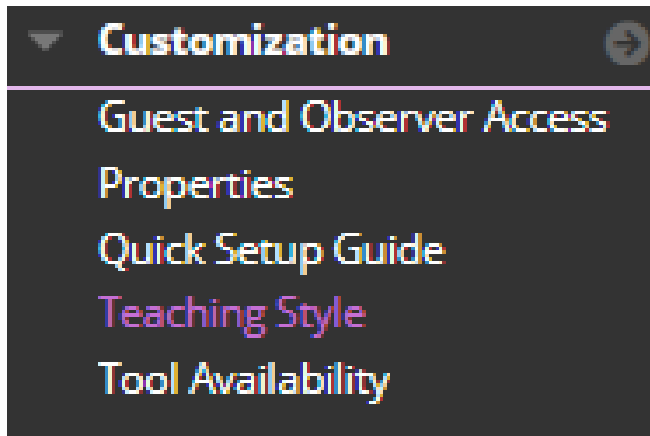 Customization
Guest and Observer Access
Properties
Quick Setup Guide
Teaching Style
Tool Availability